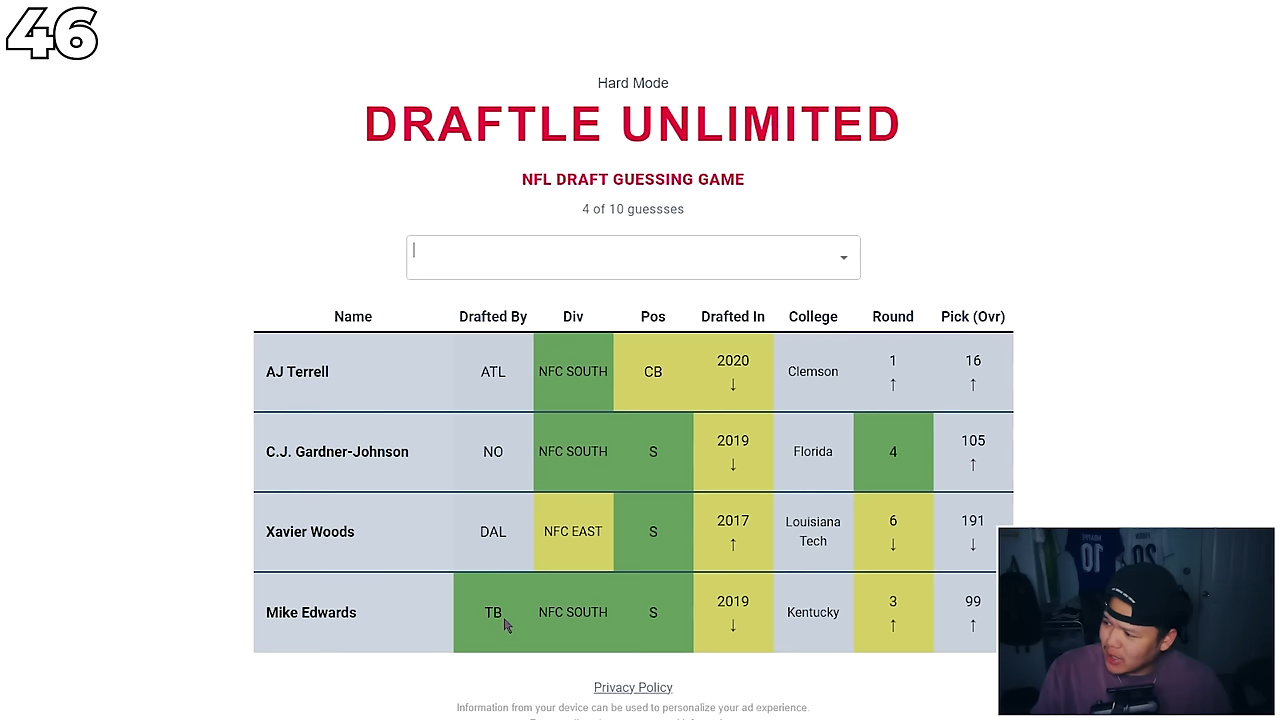 46
Hard Mode
DRAFTLE UNLIMITED
NFL DRAFT GUESSING GAME
4 of 10 guessses
Name Drafted By Div Pos Drafted In College Round Pick (Ovr)
AJ Terrell ATL NFC SOUTH CB 2020 ↓ Clemson 1 ↑ 16 ↑
C.J. Gardner-Johnson NO NFC SOUTH S 2019 ↓ Florida 4 105 ↑
Xavier Woods DAL NFC EAST S 2017 ↑ Louisiana Tech 6 ↓ 191 ↓
Mike Edwards TB NFC SOUTH S 2019 ↓ Kentucky 3 ↑ 99 ↑
Privacy Policy
Information from your device can be used to personalize your ad experience.
10